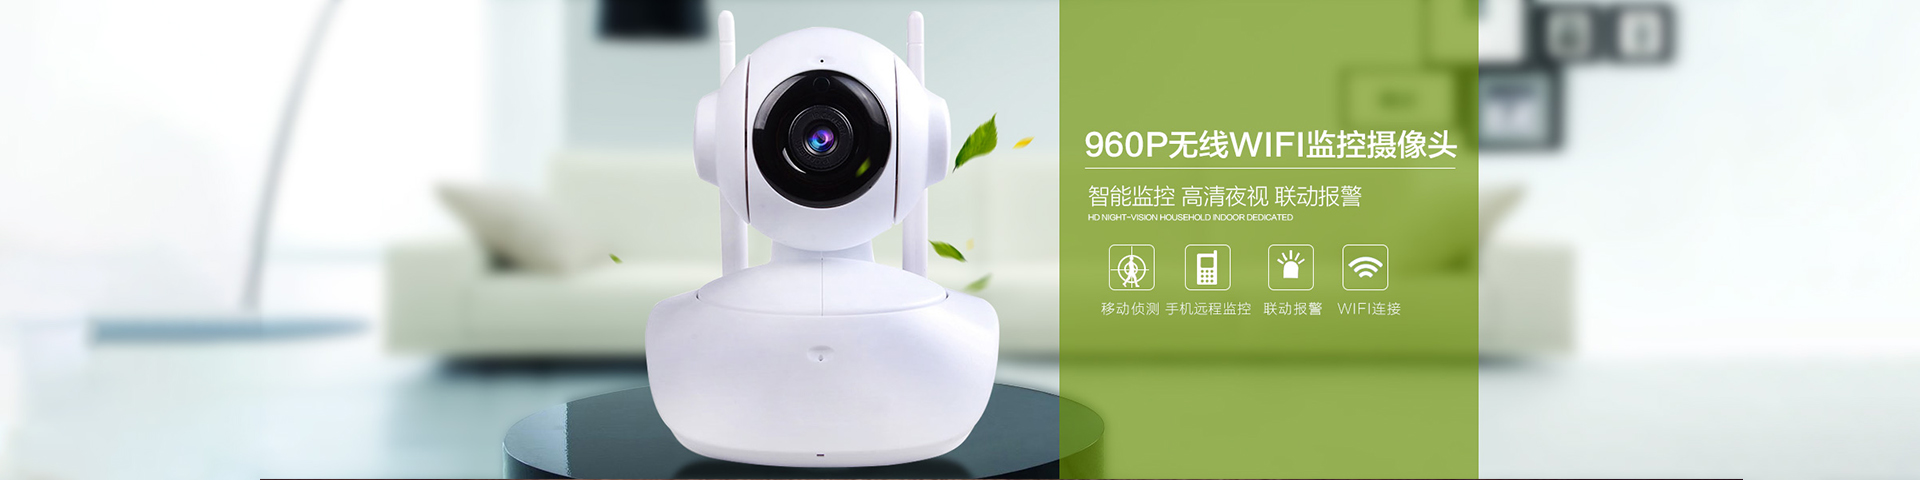 960P无线WIFI监控摄像头
智能监控 高清夜视 联动报警
HD NIGHT-VISION HOUSEHOLD INDOOR DEDICATED
移动侦测 手机远程监控 联动报警 WIFI连接